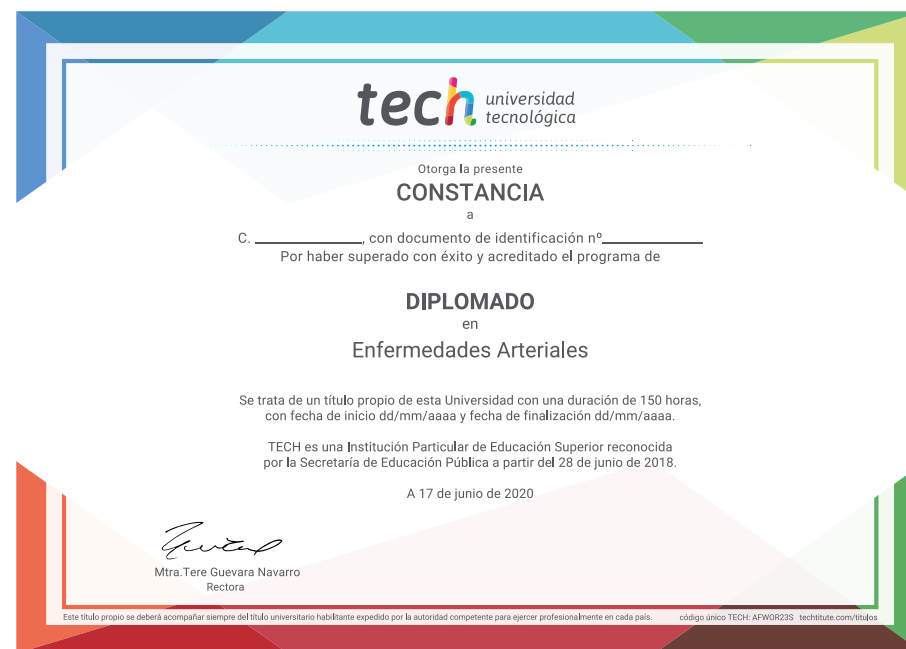 tech universidad
tecnológica
Otorga la presente
CONSTANCIA
a
C. ____________, con documento de identificación nº____________
Por haber superado con éxito y acreditado el programa de
DIPLOMADO
en
Enfermedades Arteriales
Se trata de un título propio de esta Universidad con una duración de 150 horas,
con fecha de inicio dd/mm/aaaa y fecha de finalización dd/mm/aaaa.
TECH es una Institución Particular de Educación Superior reconocida
por la Secretaría de Educación Pública a partir del 28 de junio de 2018.
A 17 de junio de 2020
Mtra.Tere Guevara Navarro
Rectora
Este título propio se deberá acompañar siempre del título universitario habilitante expedido por la autoridad competente para ejercer profesionalmente en cada país. código único TECH: AFWOR23S techtitute.com/titulos